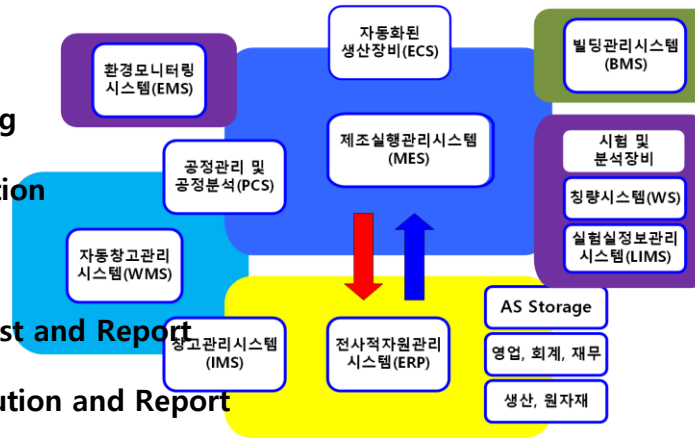 자동화된
생산장비(ECS)
빌딩관리시스템
(BMS)
환경모니터링
시스템(EMS)
g
제조실행관리시스템
(MES)
시험 및
분석장비
공정관리 및
공정분석(PCS)
tion
칭량시스템(WS)
실험실정보관리
시스템(LIMS)
자동창고관리
시스템(WMS)
AS Storage
st and Report
창고관리시스템
(IMS)
전사적자원관리
시스템(ERP)
영업, 회계, 재무
ution and Report
생산, 원자재